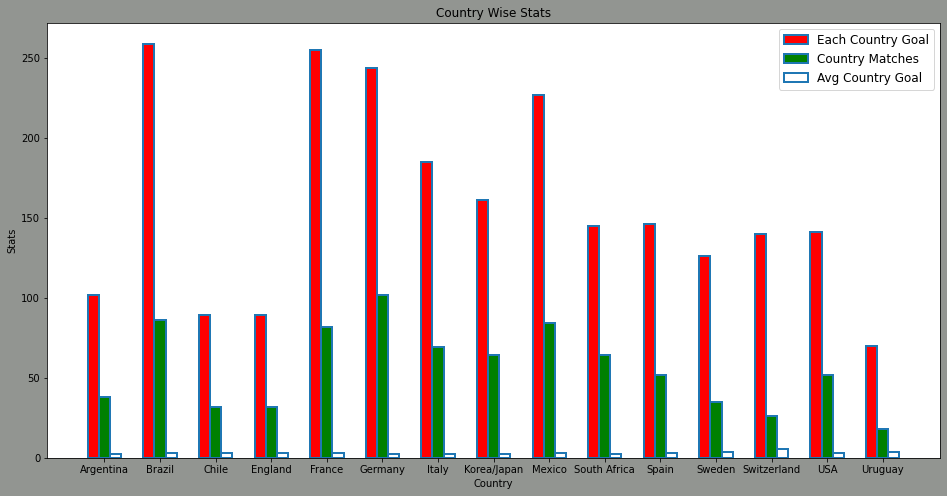 Country Wise Stats
Each Country Goal
Country Matches
Avg Country Goal
250
200
150
100
50
0
Stats
Argentina Brazil Chile England France Germany Italy Korea/Japan Mexico South Africa Spain Sweden Switzerland USA Uruguay
Country